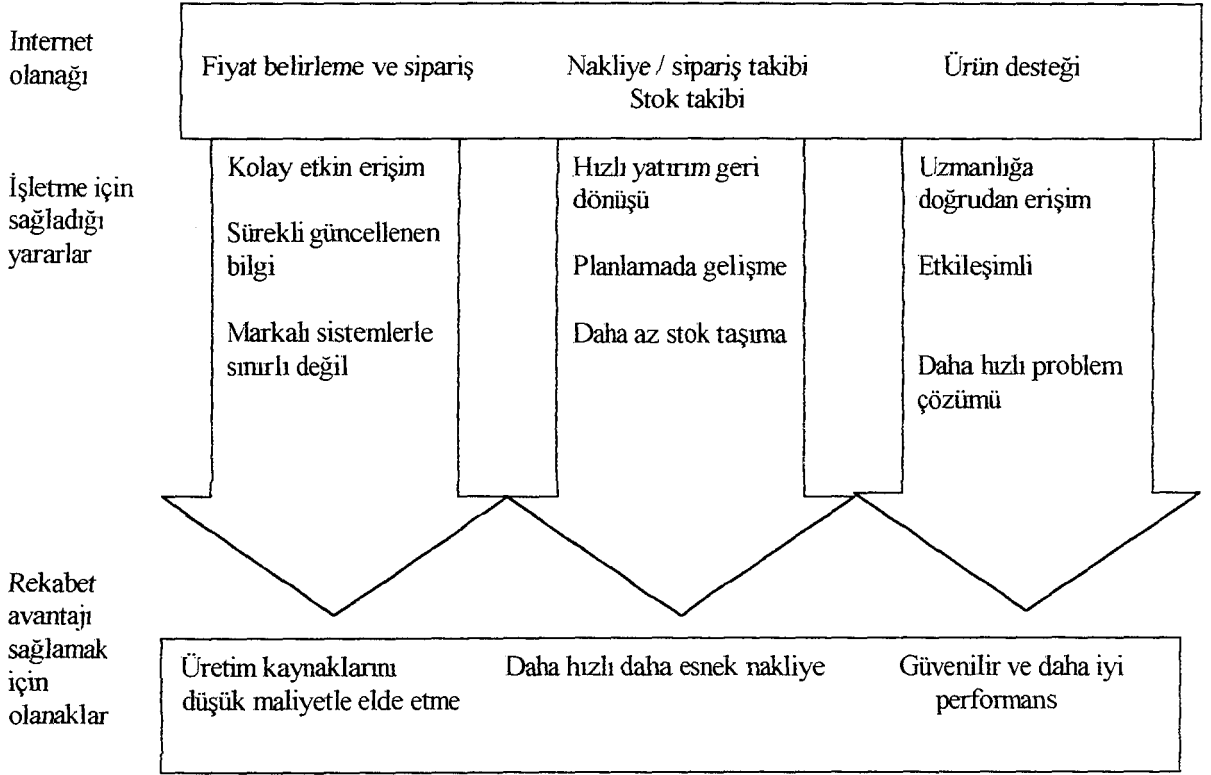 Internet
olanağı
Fiyat belirleme ve sipariş
Nakliye / sipariş takibi
Stok takibi
Ürün desteği
İşletme için
sağladığı
yararlar
Kolay etkin erişim
Sürekli güncellenen
bilgi
Markalı sistemlerle
sınırlı değil
Hızlı yatırım geri
dönüşü
Planlamada gelişme
Daha az stok taşıma
Uzmanlığa
doğrudan erişim
Etkileşimli
Daha hızlı problem
çözümü
Rekabet
avantajı
sağlamak
için
olanaklar
Üretim kaynaklarını
düşük maliyetle elde etme
Daha hızlı daha esnek nakliye
Güvenilir ve daha iyi
performans